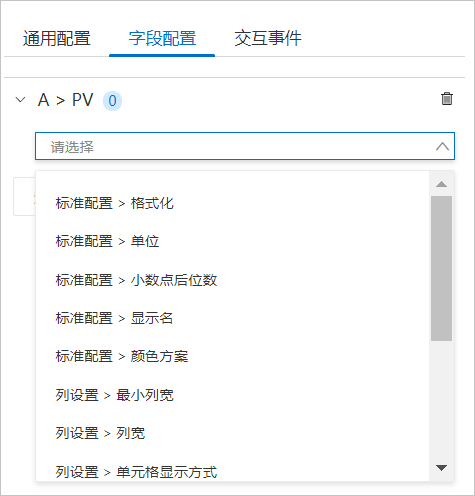 通用配置 字段配置 交互事件
A > PV 0
请选择
标准配置 > 格式化
标准配置 > 单位
标准配置 > 小数点后位数
标准配置 > 显示名
标准配置 > 颜色方案
列设置 > 最小列宽
列设置 > 列宽
列设置 > 单元格显示方式